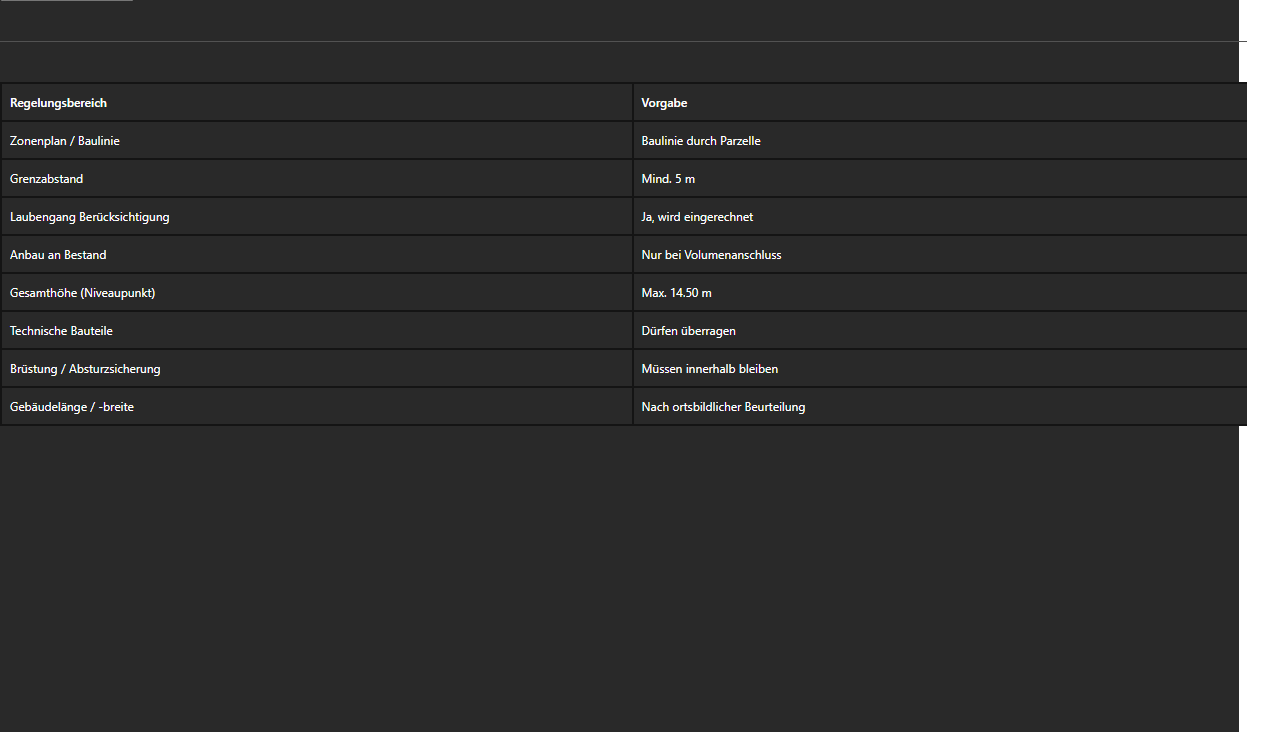 Regelungsbereich Vorgabe
Zonenplan / Baulinie Baulinie durch Parzelle
Grenzabstand Mind. 5 m
Laubengang Berücksichtigung Ja, wird eingerechnet
Anbau an Bestand Nur bei Volumenanschluss
Gesamthöhe (Niveaupunkt) Max. 14.50 m
Technische Bauteile Dürfen überragen
Brüstung / Absturzsicherung Müssen innerhalb bleiben
Gebäudelänge / -breite Nach ortsbildlicher Beurteilung